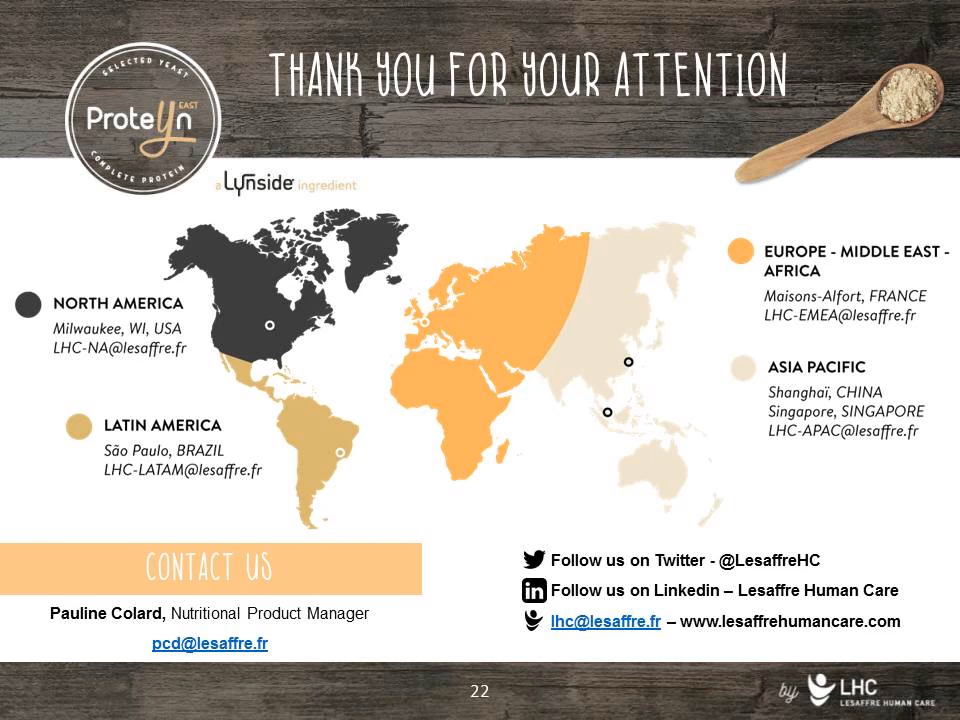 THANK YOU FOR YOUR ATTENTION
SELECTED YEAST
ProteYn
EAST
COMPLETE PROTEIN
a Lynside® ingredient
NORTH AMERICA
Milwaukee, WI, USA
LHC-NA@lesaffre.fr
LATIN AMERICA
São Paulo, BRAZIL
LHC-LATAM@lesaffre.fr
EUROPE - MIDDLE EAST -
AFRICA
Maisons-Alfort, FRANCE
LHC-EMEA@lesaffre.fr
ASIA PACIFIC
Shanghaï, CHINA
Singapore, SINGAPORE
LHC-APAC@lesaffre.fr
CONTACT US
Pauline Colard, Nutritional Product Manager
pcd@lesaffre.fr
Follow us on Twitter - @LesaffreHC
Follow us on Linkedin – Lesaffre Human Care
lhc@lesaffre.fr – www.lesaffrehumancare.com
22
by LHC
LESAFFRE HUMAN CARE